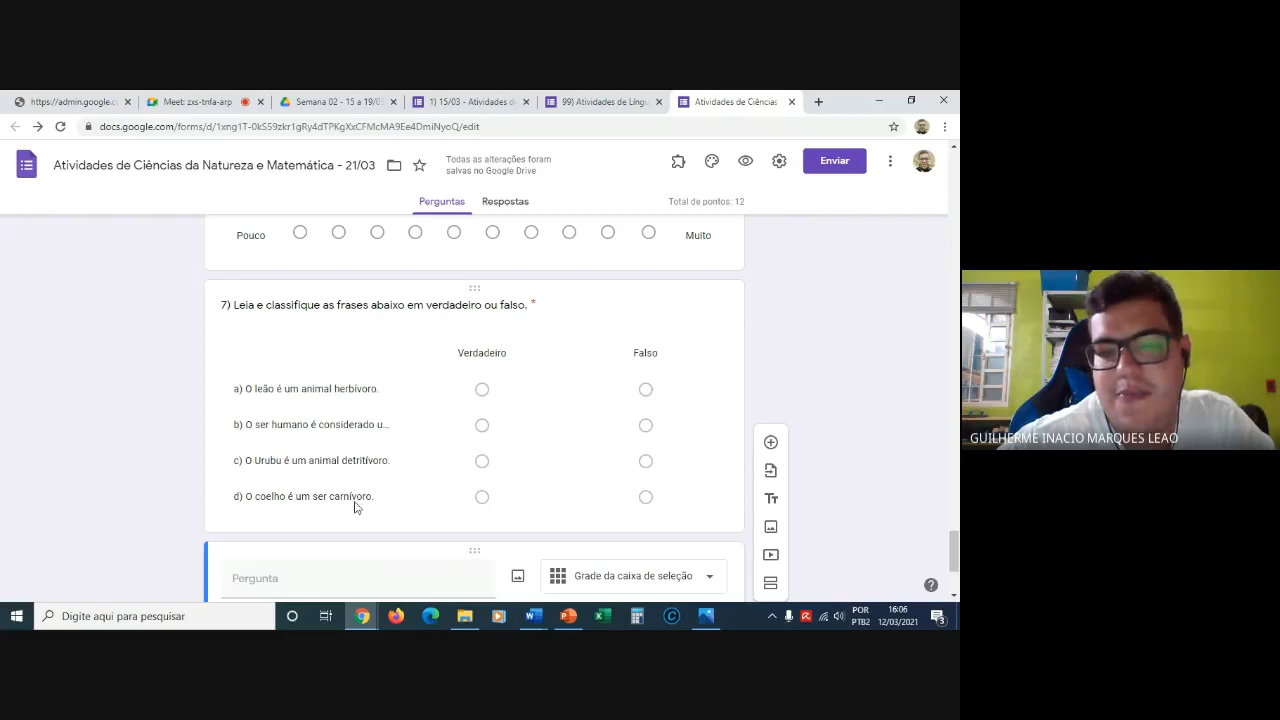 https://admin.google.c
Meet: zxs-tnfa-arp
Semana 02 - 15 a 19/03
1) 15/03 - Atividades de
99) Atividades de Língu
Atividades de Ciências
docs.google.com/forms/d/1xng1T-0kS59zkr1gRy4dTPKgXxCFMcMA9Ee4DmiNyoQ/edit
Atividades de Ciências da Natureza e Matemática - 21/03
Todas as alterações foram
salvas no Google Drive
Enviar
Perguntas
Respostas
Total de pontos: 12
Pouco
Muito
7) Leia e classifique as frases abaixo em verdadeiro ou falso. *
Verdadeiro
Falso
a) O leão é um animal herbívoro.
b) O ser humano é considerado u...
c) O Urubu é um animal detritívoro.
d) O coelho é um ser carnívoro.
Pergunta
Grade da caixa de seleção
GUILHERME INACIO MARQUES LEAO
Digite aqui para pesquisar
POR
PTB2
16:06
12/03/2021
3